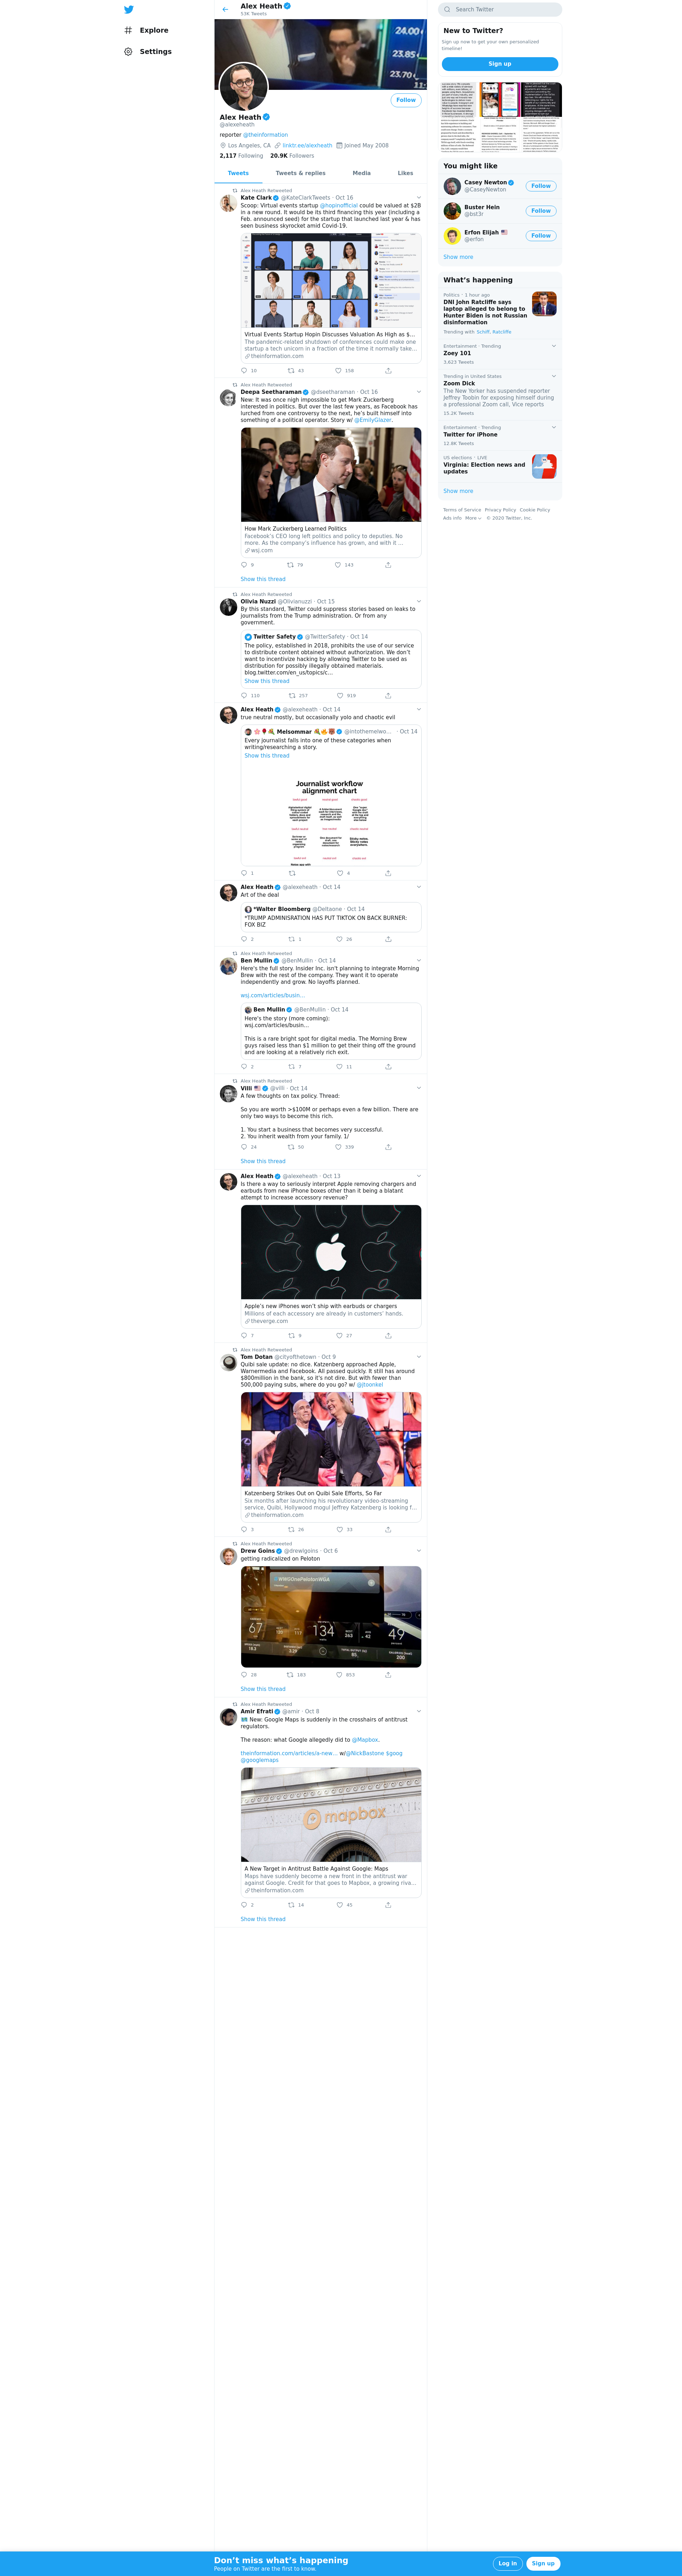 Explore
Settings
Alex Heath
53K Tweets
24.00
24.05
23.70
Follow
Alex Heath
@alexeheath
reporter @theinformation
Los Angeles, CA linktr.ee/alexheath Joined May 2008
2,117 Following 20.9K Followers
Tweets Tweets & replies Media Likes
Alex Heath Retweeted
Kate Clark @KateClarkTweets · Oct 16
Scoop: Virtual events startup @hopinofficial could be valued at $2B
in a new round. It would be its third financing this year (including a
Feb. announced seed) for the startup that launched last year & has
seen business skyrocket amid Covid-19.
Virtual Events Startup Hopin Discusses Valuation As High as $...
The pandemic-related shutdown of conferences could make one
startup a tech unicorn in a fraction of the time it normally take...
theinformation.com
10 43 158
Alex Heath Retweeted
Deepa Seetharaman @dseetharaman · Oct 16
New: It was once nigh impossible to get Mark Zuckerberg
interested in politics. But over the last few years, as Facebook has
lurched from one controversy to the next, he's built himself into
something of a political operator. Story w/ @EmilyGlazer.
How Mark Zuckerberg Learned Politics
Facebook's CEO long left politics and policy to deputies. No
more. As the company's influence has grown, and with it ...
wsj.com
9 79 143
Show this thread
Alex Heath Retweeted
Olivia Nuzzi @Olivianuzzi · Oct 15
By this standard, Twitter could suppress stories based on leaks to
journalists from the Trump administration. Or from any
government.
Twitter Safety @TwitterSafety · Oct 14
The policy, established in 2018, prohibits the use of our service
to distribute content obtained without authorization. We don't
want to incentivize hacking by allowing Twitter to be used as
distribution for possibly illegally obtained materials.
blog.twitter.com/en_us/topics/c...
Show this thread
110 257 919
Alex Heath @alexeheath · Oct 14
true neutral mostly, but occasionally yolo and chaotic evil
Melsommar @intothemelwo... · Oct 14
Every journalist falls into one of these categories when
writing/researching a story.
Show this thread
Journalist workflow
alignment chart
1 4
Alex Heath @alexeheath · Oct 14
Art of the deal
*Walter Bloomberg @Deltaone · Oct 14
*TRUMP ADMINISRATION HAS PUT TIKTOK ON BACK BURNER:
FOX BIZ
2 1 26
Alex Heath Retweeted
Ben Mullin @BenMullin · Oct 14
Here's the full story. Insider Inc. isn't planning to integrate Morning
Brew with the rest of the company. They want it to operate
independently and grow. No layoffs planned.
wsj.com/articles/busin...
Ben Mullin @BenMullin · Oct 14
Here's the story (more coming):
wsj.com/articles/busin...
This is a rare bright spot for digital media. The Morning Brew
guys raised less than $1 million to get their thing off the ground
and are looking at a relatively rich exit.
2 7 11
Alex Heath Retweeted
Villi @villi · Oct 14
A few thoughts on tax policy. Thread:
So you are worth >$100M or perhaps even a few billion. There are
only two ways to become this rich.
1. You start a business that becomes very successful.
2. You inherit wealth from your family. 1/
24 50 339
Show this thread
Alex Heath @alexeheath · Oct 13
Is there a way to seriously interpret Apple removing chargers and
earbuds from new iPhone boxes other than it being a blatant
attempt to increase accessory revenue?
Apple's new iPhones won't ship with earbuds or chargers
Millions of each accessory are already in customers' hands.
theverge.com
7 9 27
Alex Heath Retweeted
Tom Dotan @cityofthetown · Oct 9
Quibi sale update: no dice. Katzenberg approached Apple,
Warnermedia and Facebook. All passed quickly. It still has around
$800million in the bank, so it's not dire. But with fewer than
500,000 paying subs, where do you go? w/ @jtoonkel
Katzenberg Strikes Out on Quibi Sale Efforts, So Far
Six months after launching his revolutionary video-streaming
service, Quibi, Hollywood mogul Jeffrey Katzenberg is looking f...
theinformation.com
3 26 33
Alex Heath Retweeted
Drew Goins @drewlgoins · Oct 6
getting radicalized on Peloton
#WGOnePelotonWGA
67
134
263
42
49
200
28 183 853
Show this thread
Alex Heath Retweeted
Amir Efrati @amir · Oct 8
New: Google Maps is suddenly in the crosshairs of antitrust
regulators.
The reason: what Google allegedly did to @Mapbox.
theinformation.com/articles/a-new... w/@NickBastone $goog
@googlemaps
mapbox
A New Target in Antitrust Battle Against Google: Maps
Maps have suddenly become a new front in the antitrust war
against Google. Credit for that goes to Mapbox, a growing riva...
theinformation.com
2 14 45
Show this thread
Search Twitter
New to Twitter?
Sign up now to get your own personalized
timeline!
Sign up
You might like
Casey Newton
@CaseyNewton
Follow
Buster Hein
@bst3r
Follow
Erfon Elijah
@erfon
Follow
Show more
What's happening
Politics · 1 hour ago
DNI John Ratcliffe says
laptop alleged to belong to
Hunter Biden is not Russian
disinformation
Trending with Schiff, Ratcliffe
Entertainment · Trending
Zoey 101
3,623 Tweets
Trending in United States
Zoom Dick
The New Yorker has suspended reporter
Jeffrey Toobin for exposing himself during
a professional Zoom call, Vice reports
15.2K Tweets
Entertainment · Trending
Twitter for iPhone
12.8K Tweets
US elections · LIVE
Virginia: Election news and
updates
Show more
Terms of Service Privacy Policy Cookie Policy
Ads info More © 2020 Twitter, Inc.
Don't miss what's happening
People on Twitter are the first to know.
Log in
Sign up